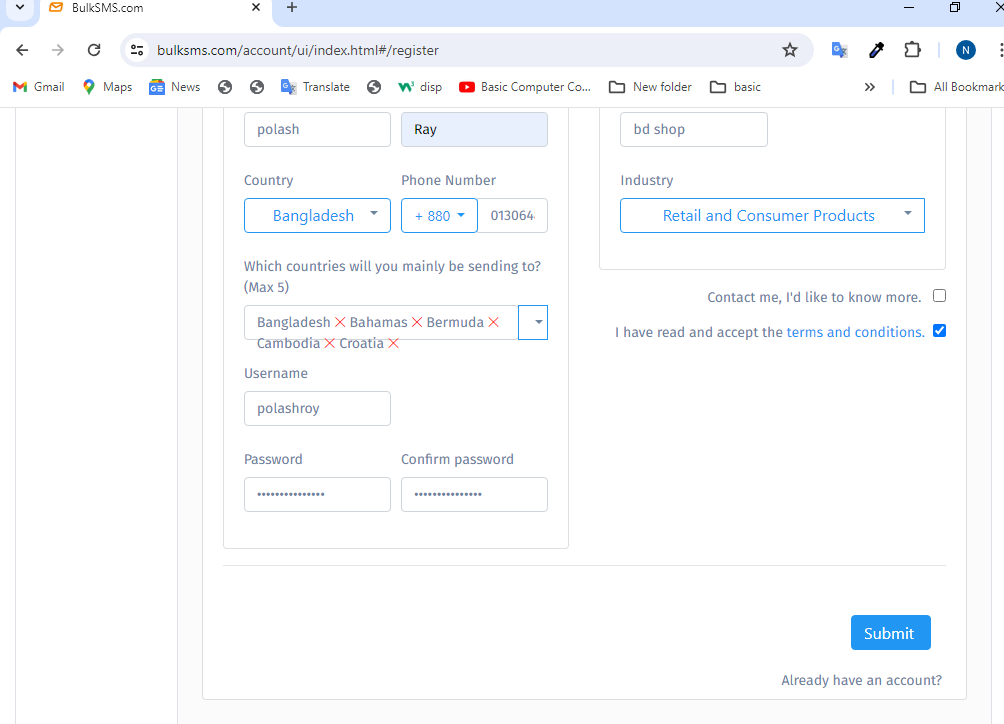 BulkSMS.com
bulksms.com/account/ui/index.html#/register
N
Gmail Maps News Translate disp Basic Computer Co... New folder basic » All Bookmark
polash Ray
bd shop
Country Phone Number
Industry
Bangladesh + 880 013064
Retail and Consumer Products
Which countries will you mainly be sending to?
(Max 5)
Contact me, I'd like to know more.
Bangladesh Bahamas Bermuda
Cambodia Croatia
I have read and accept the terms and conditions.
Username
polashroy
Password Confirm password
Submit
Already have an account?